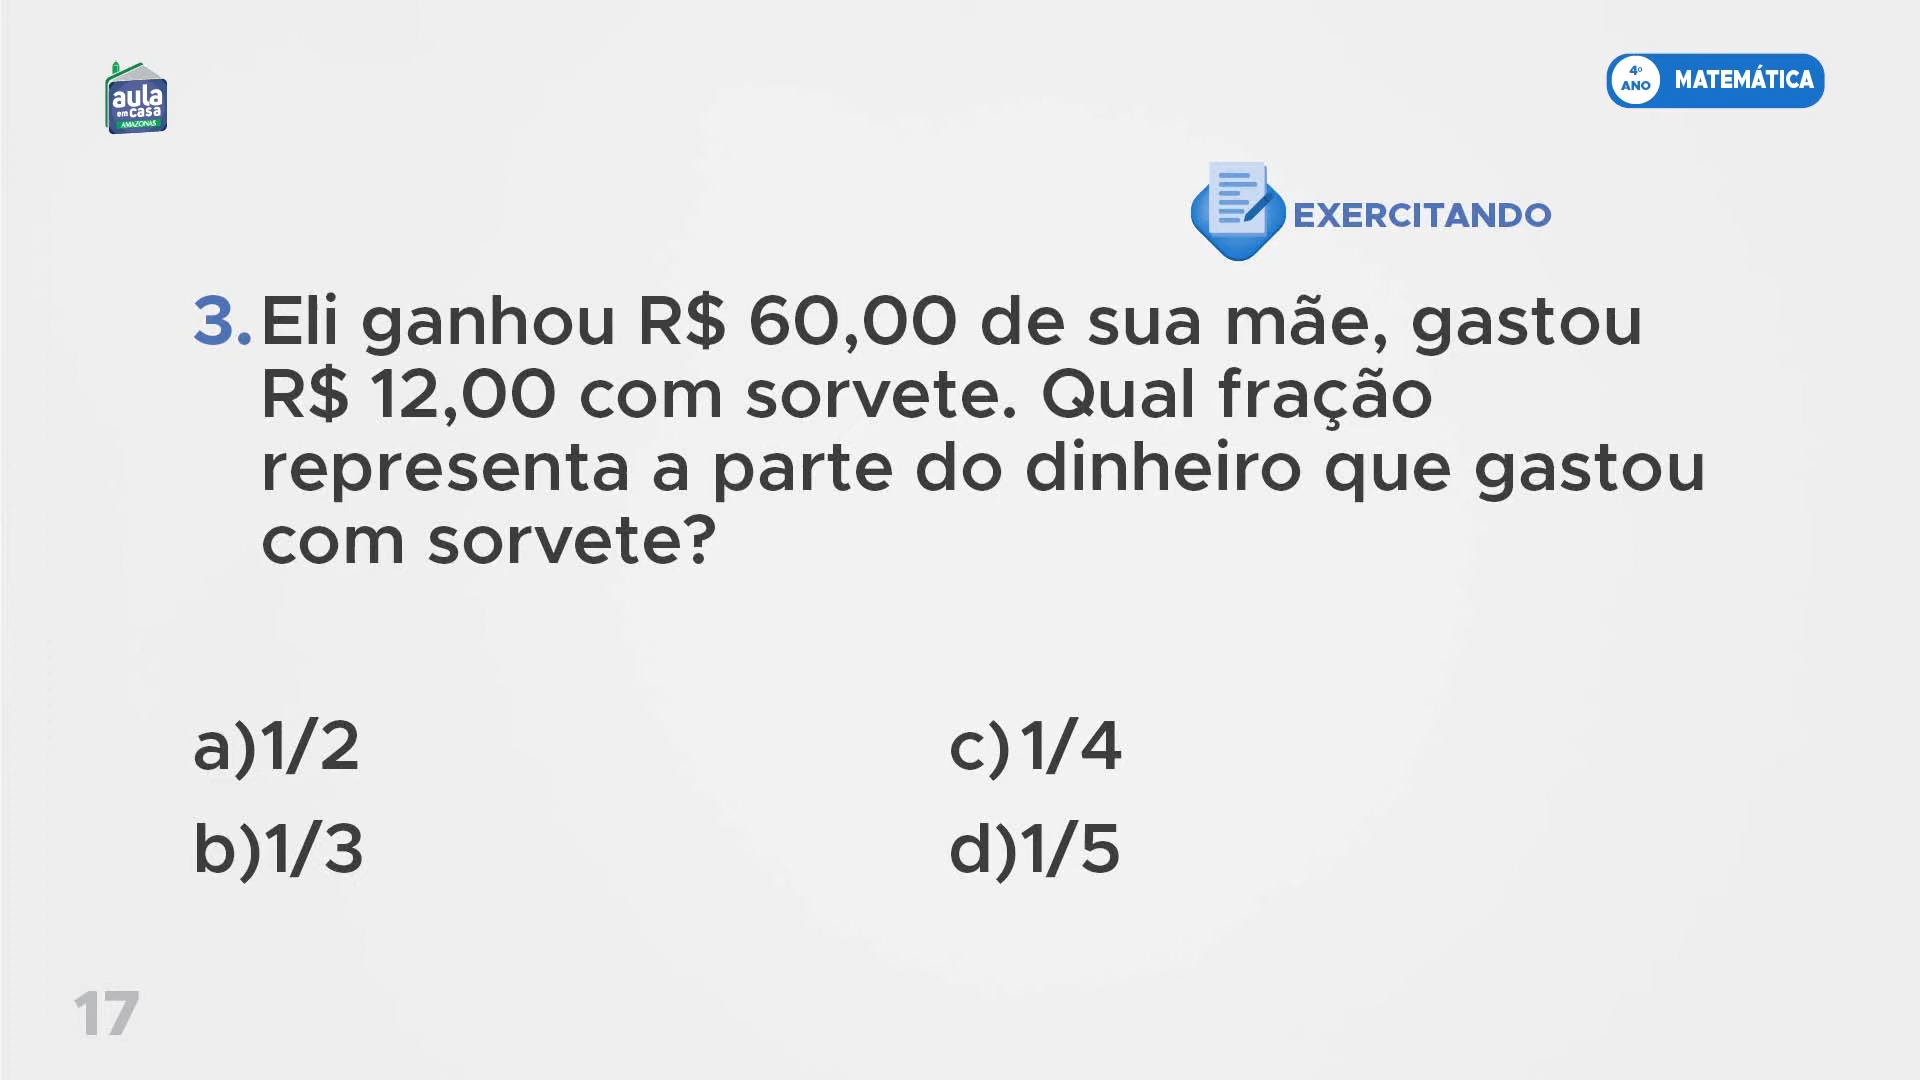 aula
em casa
AMAZONAS
4º
ANO
MATEMÁTICA
EXERCITANDO
3. Eli ganhou R$ 60,00 de sua mãe, gastou
R$ 12,00 com sorvete. Qual fração
representa a parte do dinheiro que gastou
com sorvete?
a) 1/2
c) 1/4
b) 1/3
d) 1/5
17